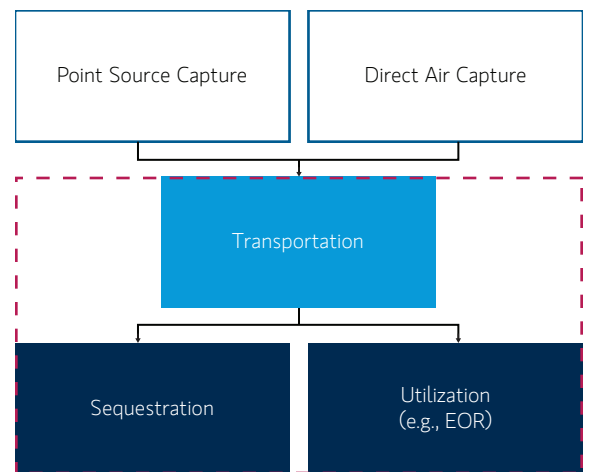 Point Source Capture
Direct Air Capture
Transportation
Sequestration
Utilization
(e.g., EOR)